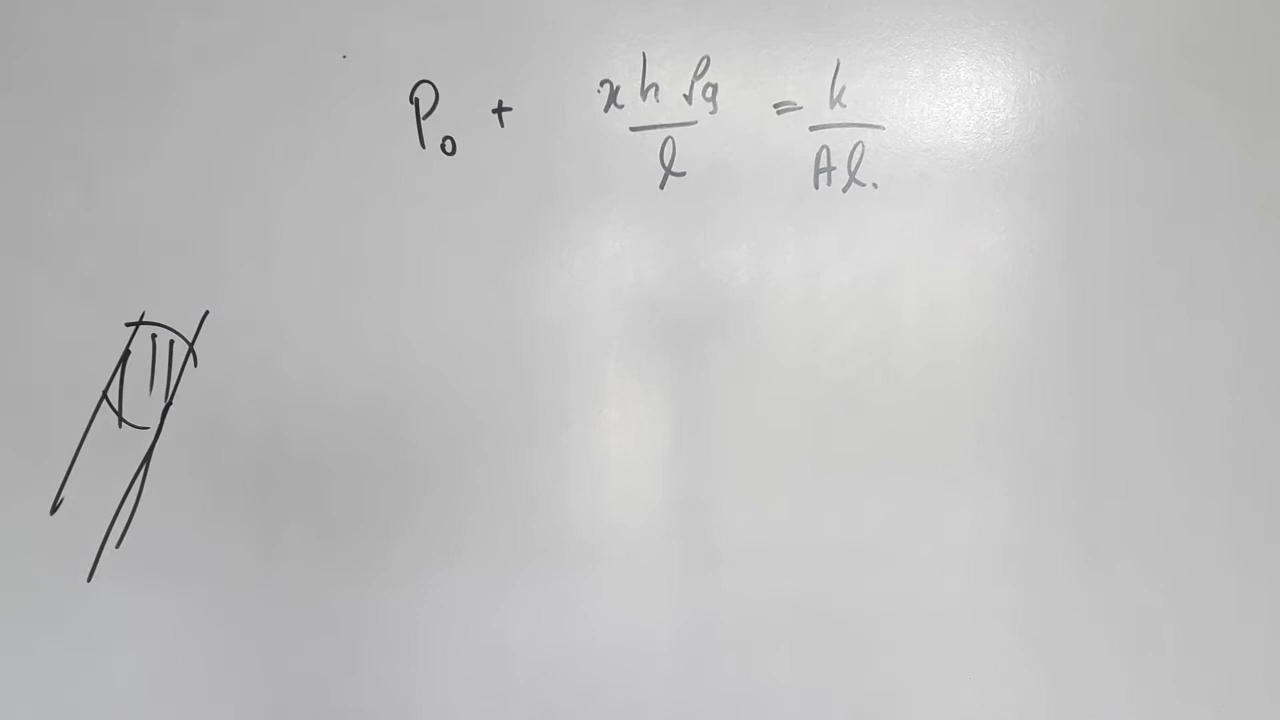 P₀ + xhρg/l = k/Al.